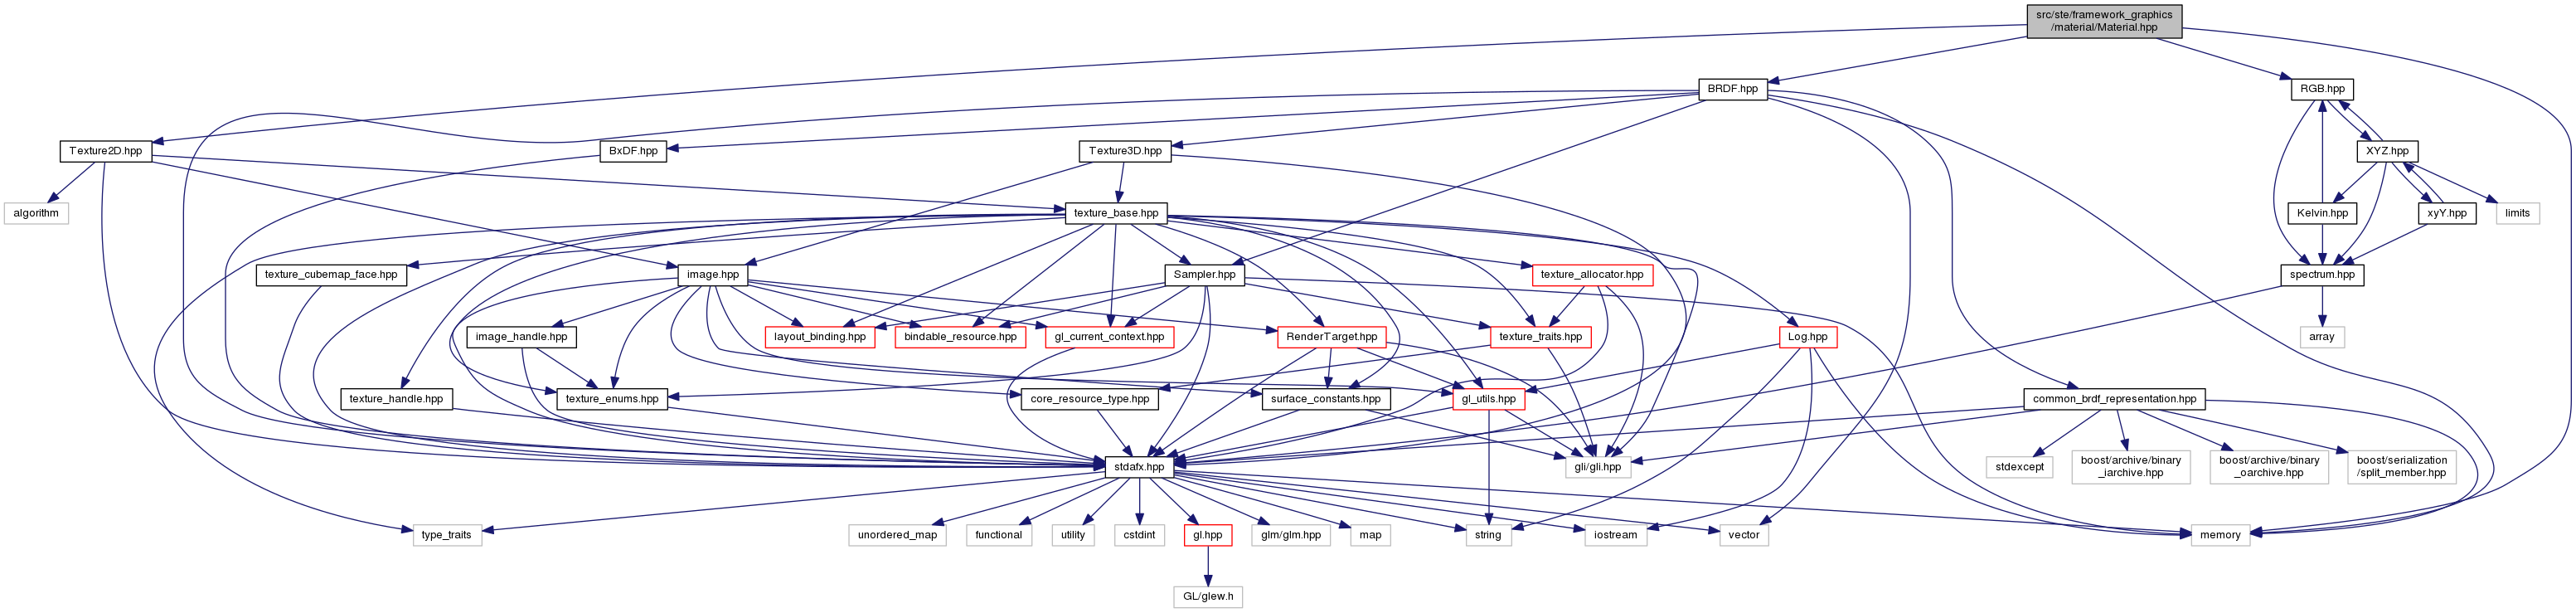 src/ste/framework_graphics
/material/Material.hpp
BRDF.hpp
RGB.hpp
Texture2D.hpp
BxDF.hpp
Texture3D.hpp
XYZ.hpp
algorithm
texture_base.hpp
Kelvin.hpp
xyY.hpp
limits
texture_cubemap_face.hpp
image.hpp
Sampler.hpp
texture_allocator.hpp
spectrum.hpp
image_handle.hpp
layout_binding.hpp
bindable_resource.hpp
gl_current_context.hpp
RenderTarget.hpp
texture_traits.hpp
Log.hpp
array
texture_handle.hpp
texture_enums.hpp
core_resource_type.hpp
surface_constants.hpp
gl_utils.hpp
common_brdf_representation.hpp
stdafx.hpp
gli/gli.hpp
stdexcept
boost/archive/binary
_iarchive.hpp
boost/archive/binary
_oarchive.hpp
boost/serialization
/split_member.hpp
type_traits
unordered_map
functional
utility
cstdint
gl.hpp
glm/glm.hpp
map
string
iostream
vector
memory
GL/glew.h